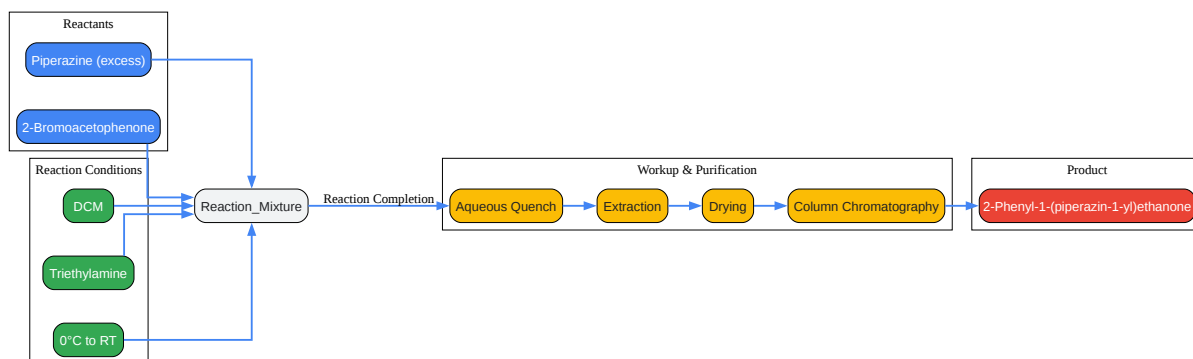 Reactants
Piperazine (excess)
2-Bromoacetophenone
Reaction Conditions
DCM
Triethylamine
0°C to RT
Reaction_Mixture
Reaction Completion
Workup & Purification
Aqueous Quench
Extraction
Drying
Column Chromatography
Product
2-Phenyl-1-(piperazin-1-yl)ethanone